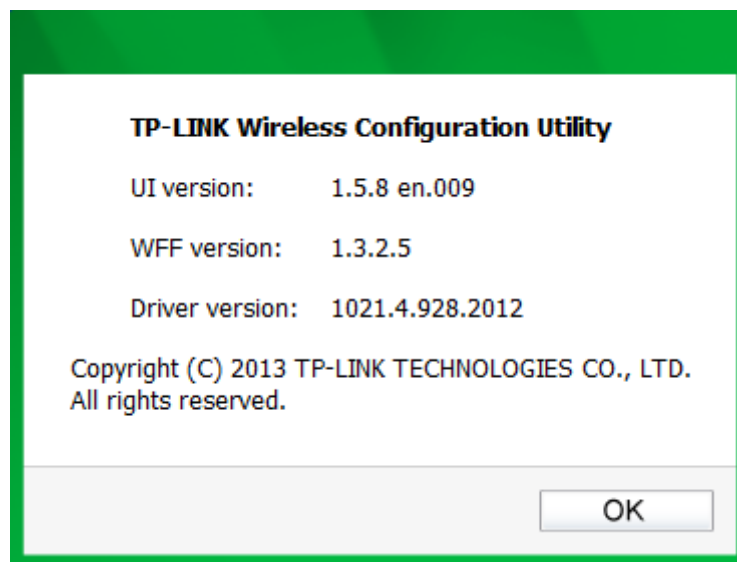 TP-LINK Wireless Configuration Utility
UI version: 1.5.8 en.009
WFF version: 1.3.2.5
Driver version: 1021.4.928.2012
Copyright (C) 2013 TP-LINK TECHNOLOGIES CO., LTD.
All rights reserved.
OK